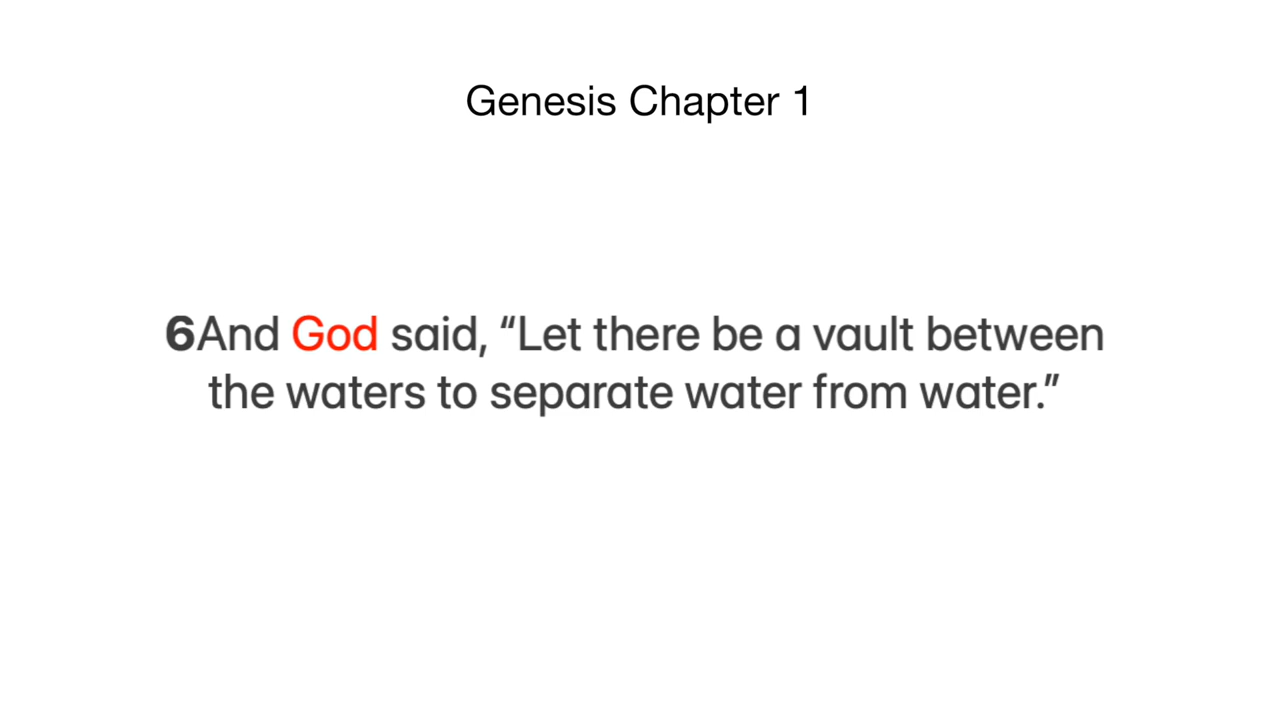 Genesis Chapter 1
6And God said, “Let there be a vault between
the waters to separate water from water.”